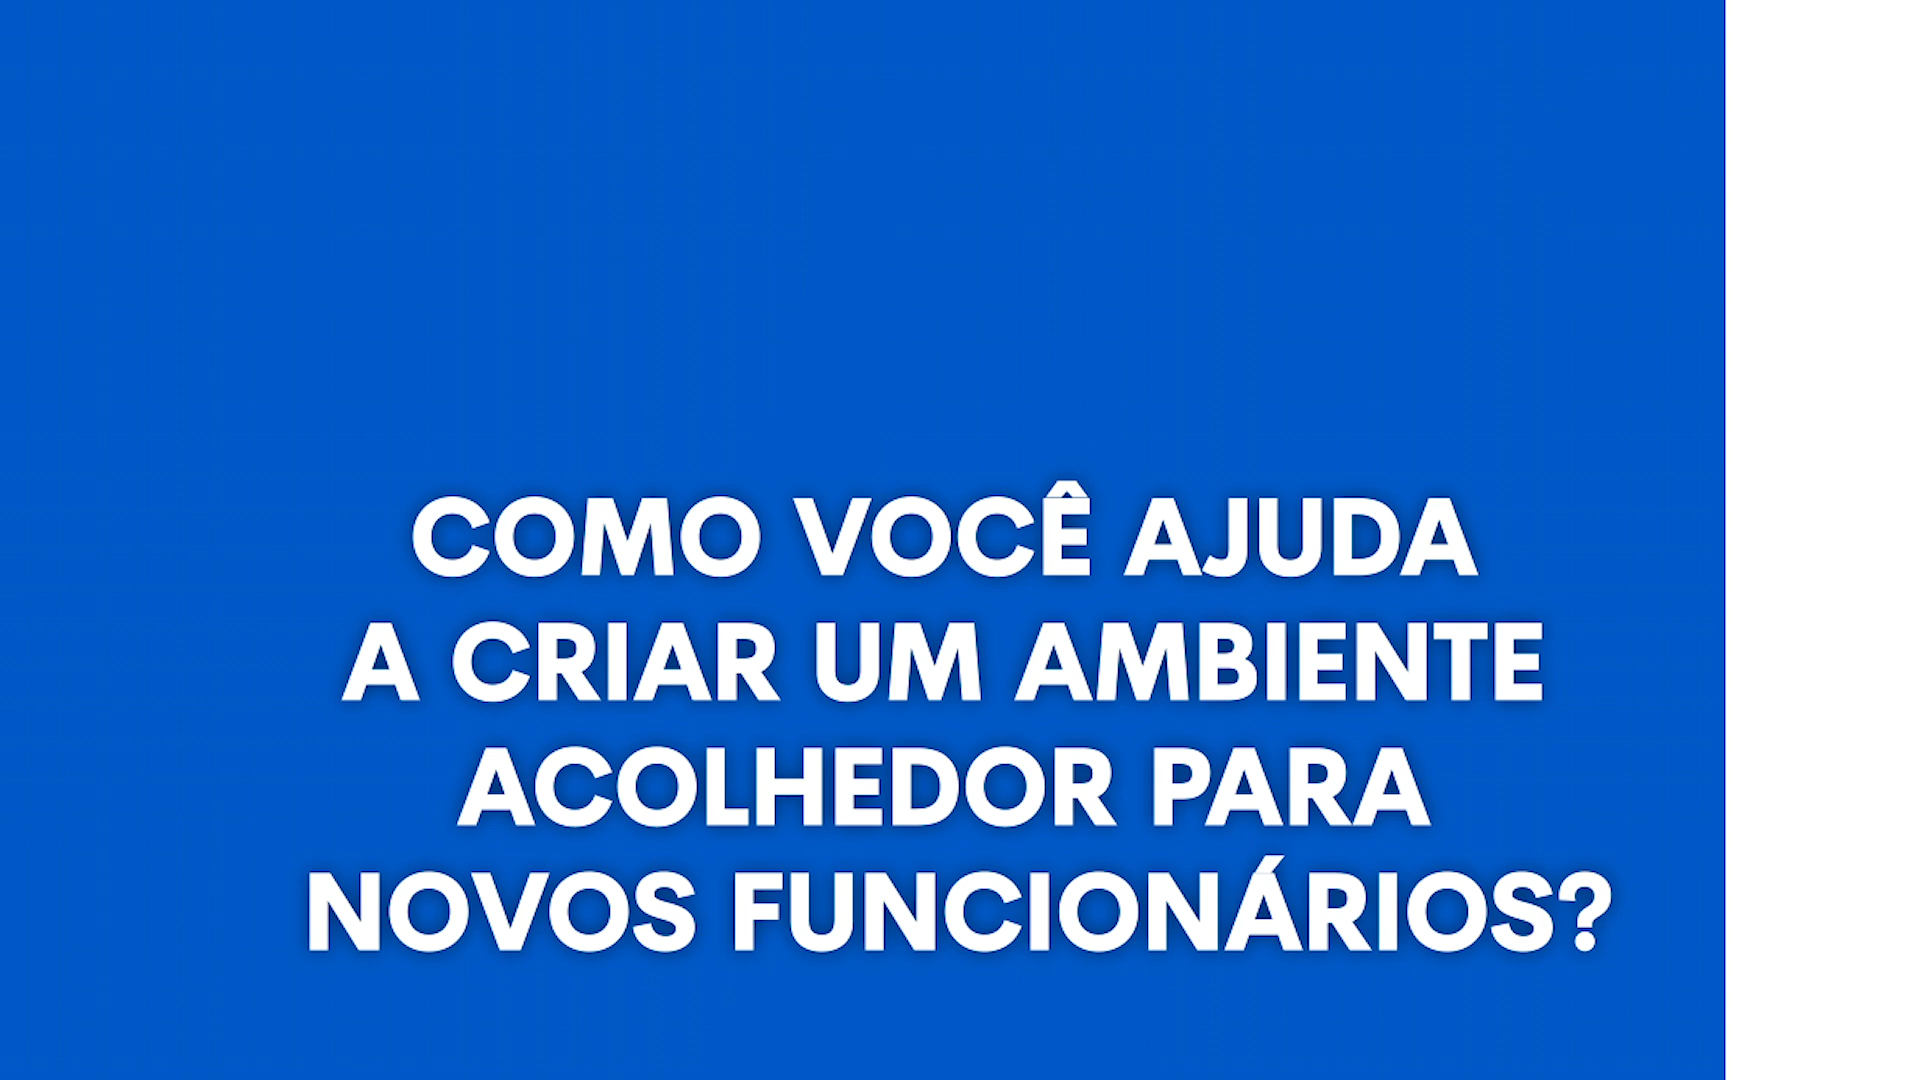 COMO VOCÊ AJUDA
A CRIAR UM AMBIENTE
ACOLHEDOR PARA
NOVOS FUNCIONÁRIOS?